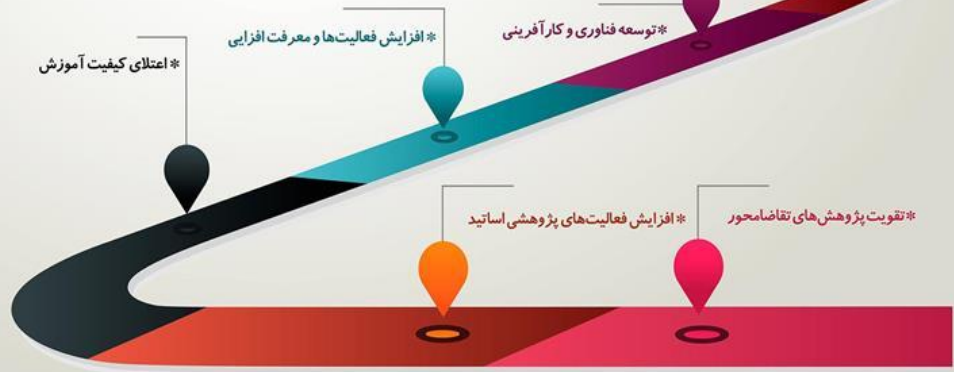 * توسعه فناوری و کارآفرینی
* افزایش فعالیت‌ها و معرفت افزایی
* اعتلای کیفیت آموزش
* تقویت پژوهش‌های تقاضامحور
* افزایش فعالیت‌های پژوهشی اساتید